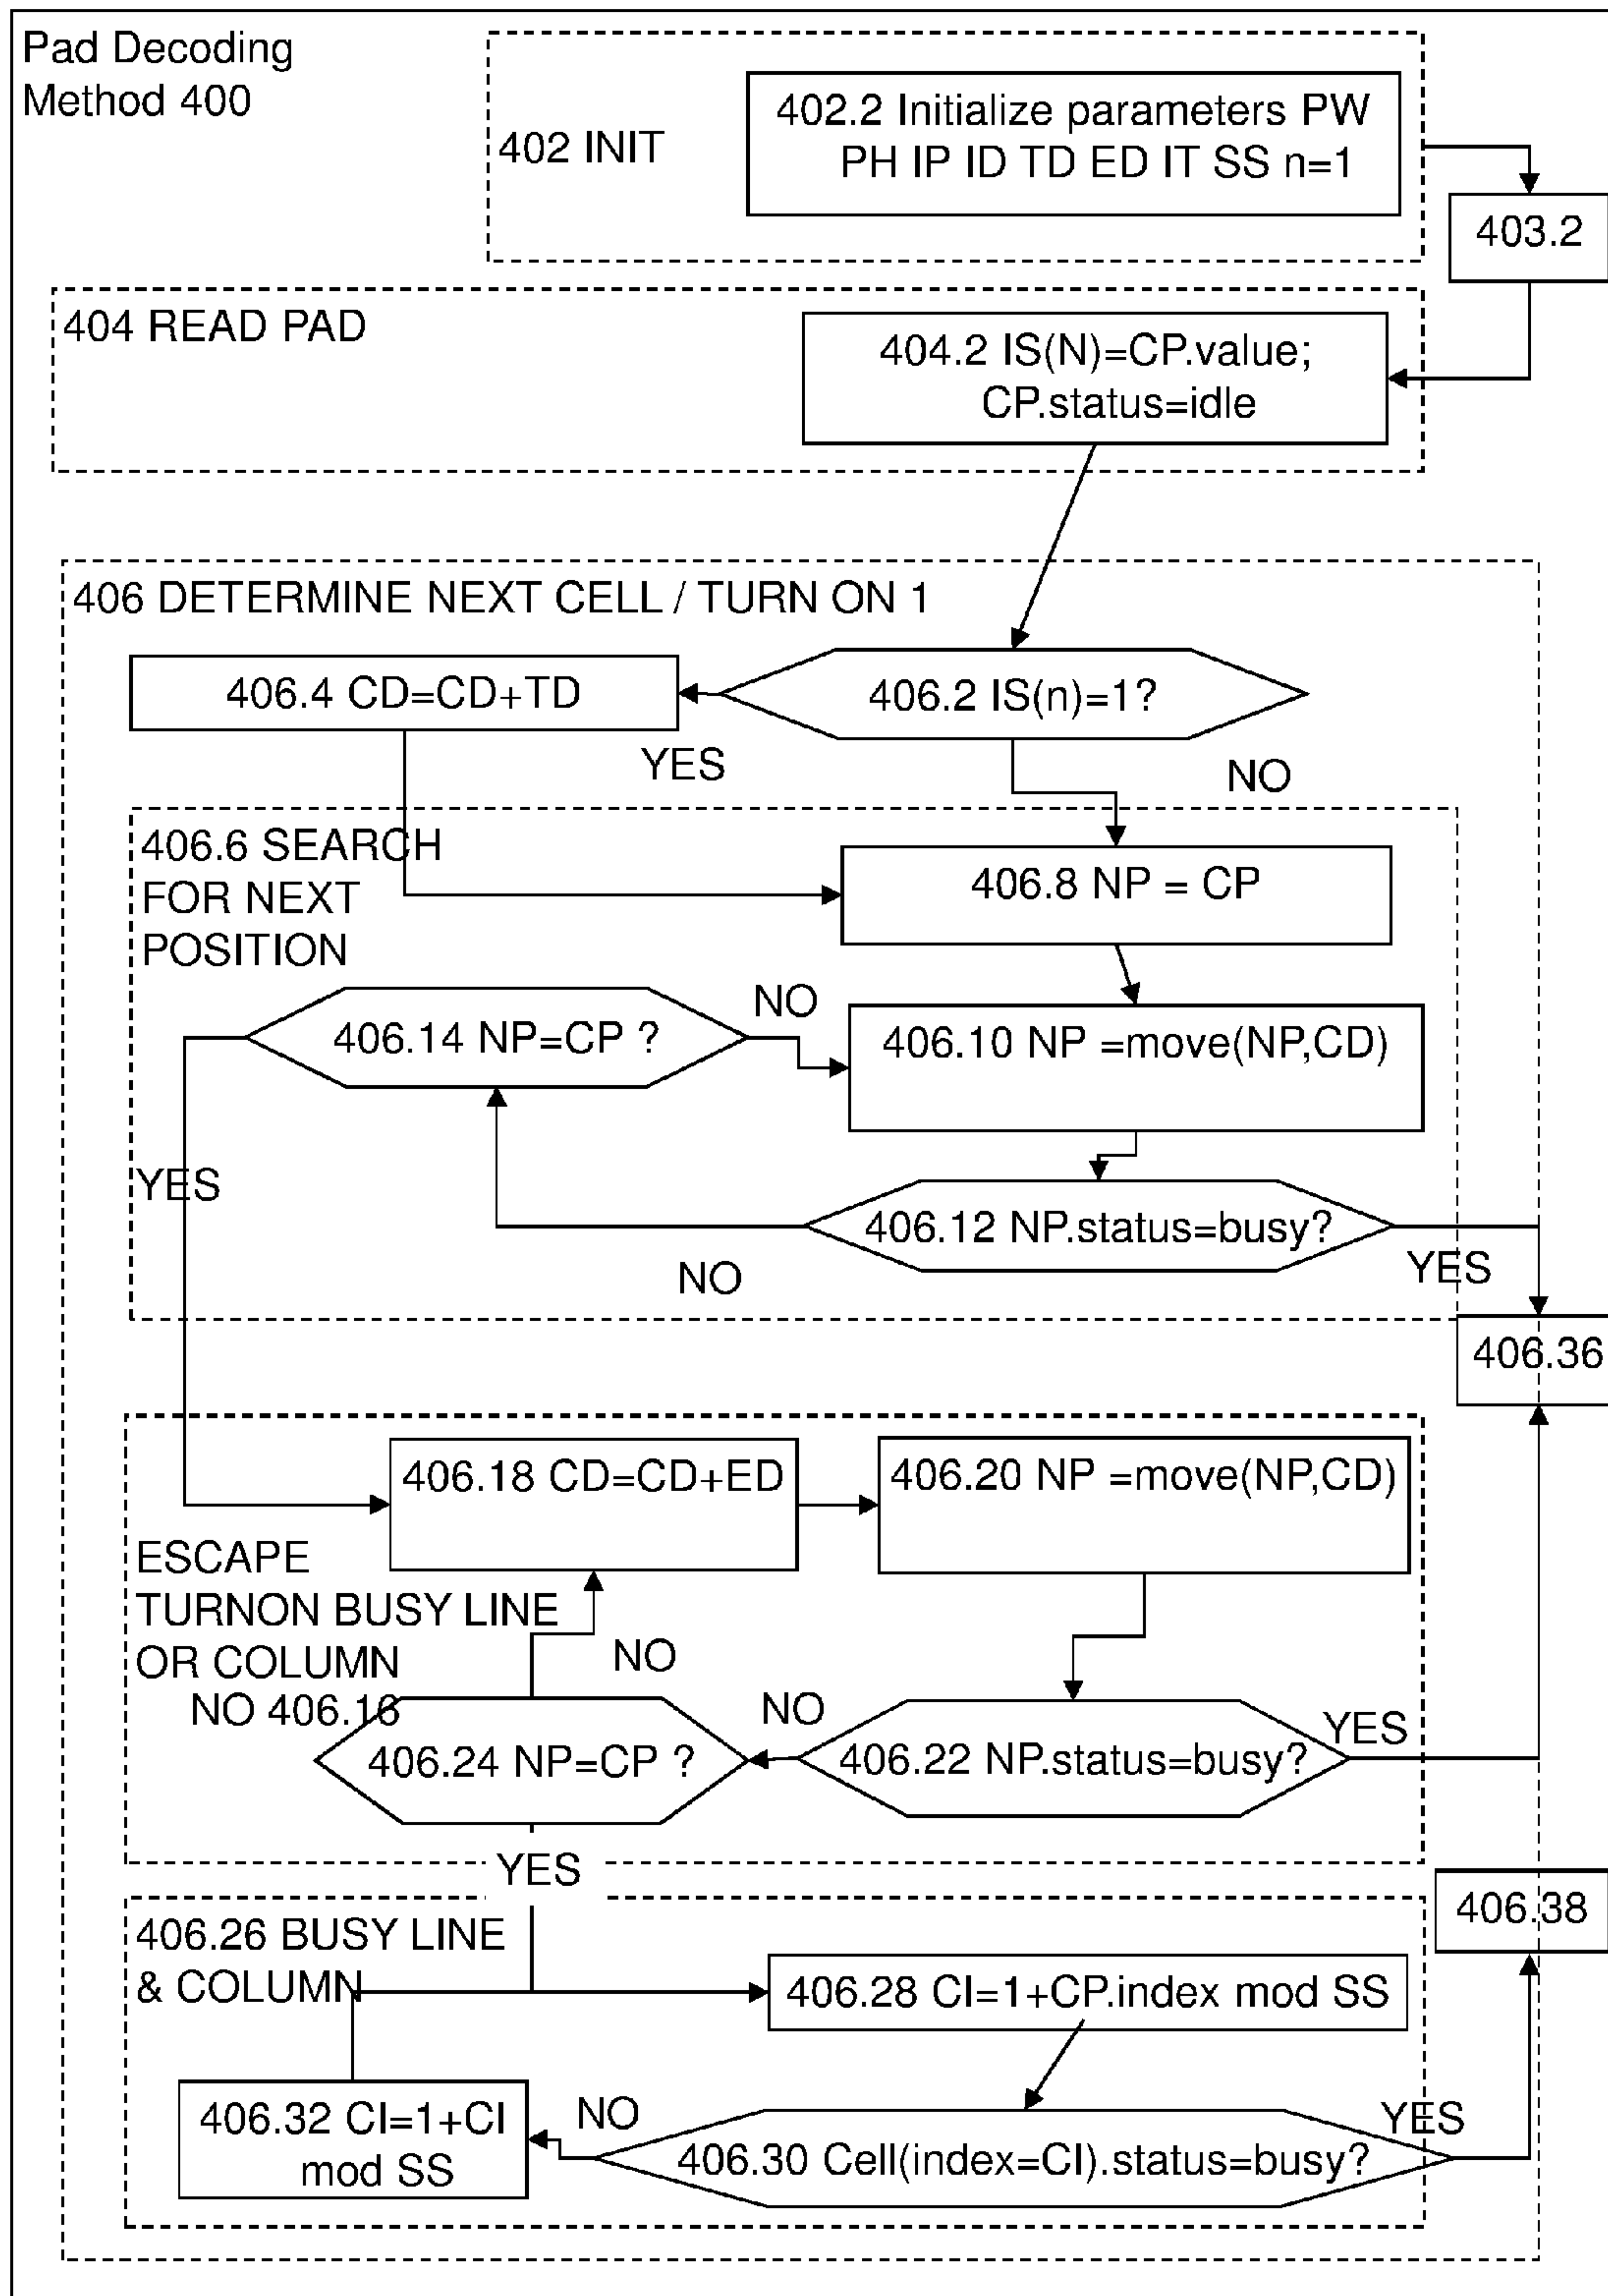 Pad Decoding
Method 400
402 INIT
402.2 Initialize parameters PW
PH IP ID TD ED IT SS n=1
403.2
404 READ PAD
404.2 IS(N)=CP.value;
CP.status=idle
406 DETERMINE NEXT CELL / TURN ON 1
406.4 CD=CD+TD
406.2 IS(n)=1?
YES
NO
406.6 SEARCH
FOR NEXT
POSITION
406.8 NP = CP
406.14 NP=CP ?
NO
406.10 NP =move(NP,CD)
YES
406.12 NP.status=busy?
NO
YES
406.36
406.18 CD=CD+ED
406.20 NP =move(NP,CD)
ESCAPE
TURNON BUSY LINE
OR COLUMN
NO 406.16
NO
NO
406.24 NP=CP ?
406.22 NP.status=busy?
YES
YES
406.38
406.26 BUSY LINE
& COLUMN
406.28 CI=1+CP.index mod SS
406.32 CI=1+CI
mod SS
NO
406.30 Cell(index=CI).status=busy?
YES